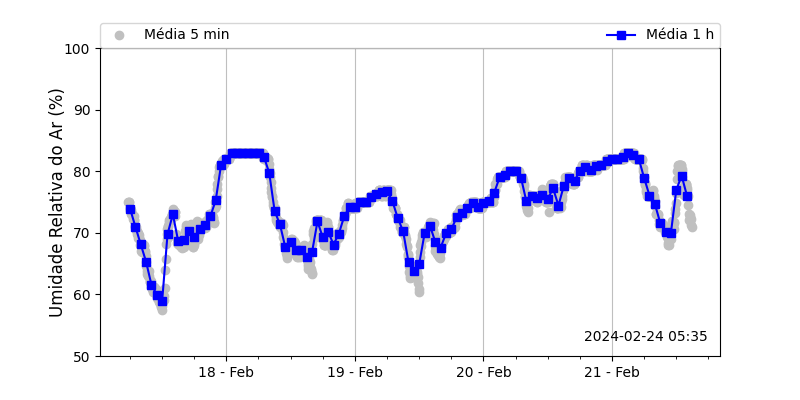 Média 5 min
Média 1 h
Umidade Relativa do Ar (%)
100
90
80
70
60
50
2024-02-24 05:35
18 - Feb
19 - Feb
20 - Feb
21 - Feb